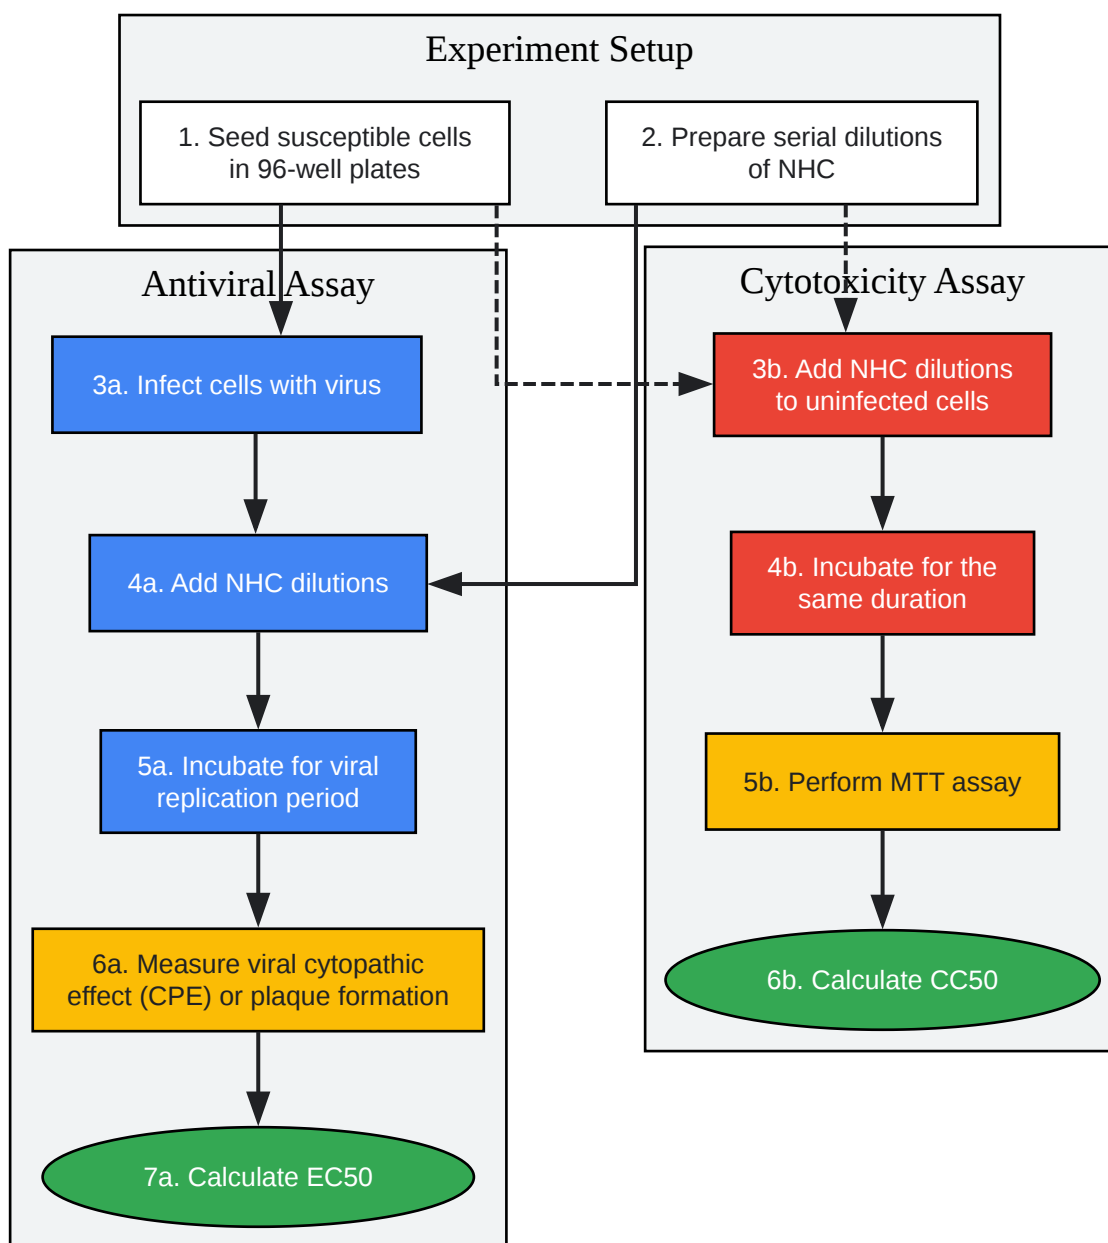 Experiment Setup
1. Seed susceptible cells
in 96-well plates
2. Prepare serial dilutions
of NHC
Antiviral Assay
3a. Infect cells with virus
4a. Add NHC dilutions
5a. Incubate for viral
replication period
6a. Measure viral cytopathic
effect (CPE) or plaque formation
7a. Calculate EC50
Cytotoxicity Assay
3b. Add NHC dilutions
to uninfected cells
4b. Incubate for the
same duration
5b. Perform MTT assay
6b. Calculate CC50